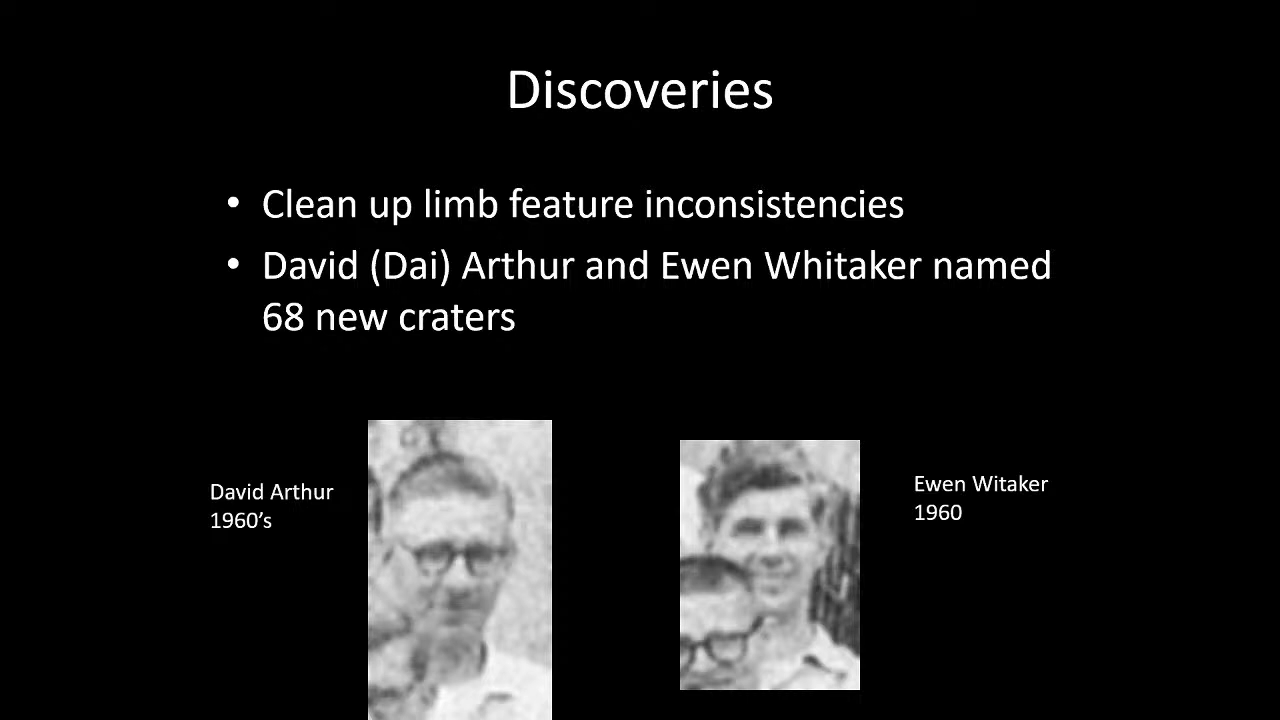 Discoveries
• Clean up limb feature inconsistencies
• David (Dai) Arthur and Ewen Whitaker named
68 new craters
David Arthur
1960’s
Ewen Witaker
1960